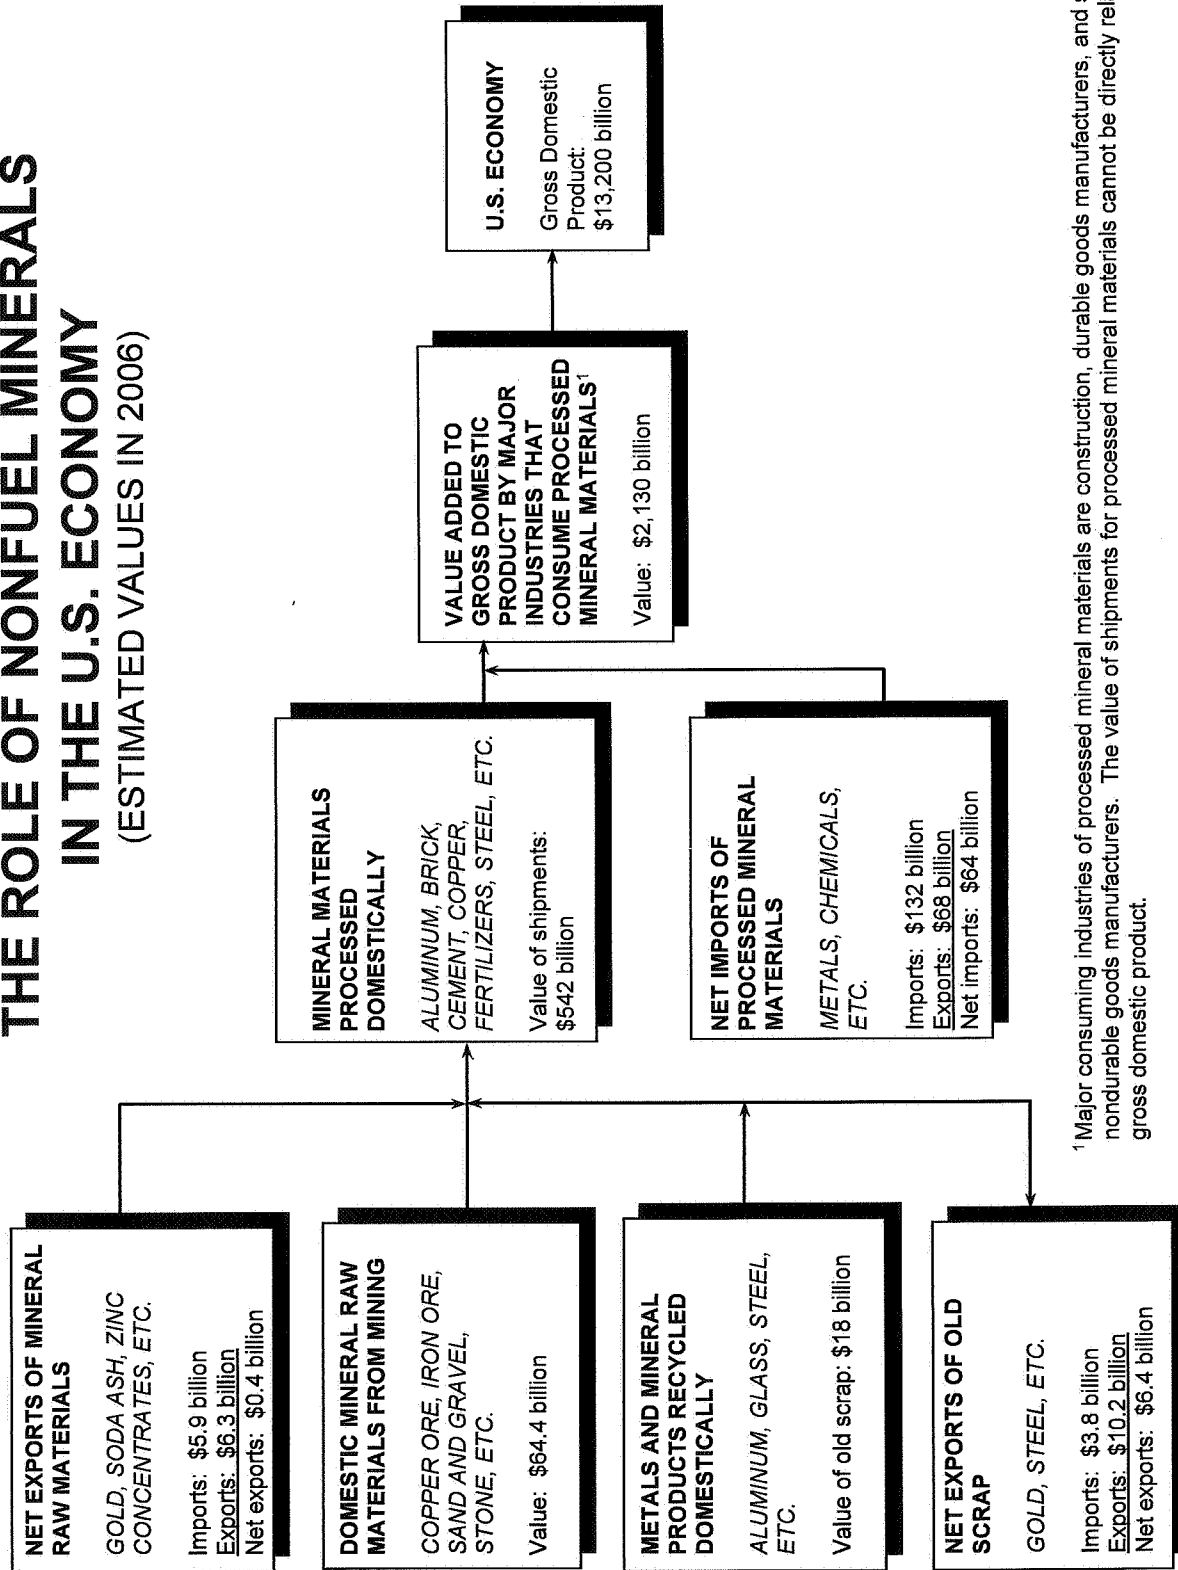 THE ROLE OF NONFUEL MINERALS
IN THE U.S. ECONOMY
(ESTIMATED VALUES IN 2006)
NET EXPORTS OF MINERAL
RAW MATERIALS
GOLD, SODA ASH, ZINC
CONCENTRATES, ETC.
Imports: $5.9 billion
Exports: $6.3 billion
Net exports: $0.4 billion
DOMESTIC MINERAL RAW
MATERIALS FROM MINING
COPPER ORE, IRON ORE,
SAND AND GRAVEL,
STONE, ETC.
Value: $64.4 billion
METALS AND MINERAL
PRODUCTS RECYCLED
DOMESTICALLY
ALUMINUM, GLASS, STEEL,
ETC.
Value of old scrap: $18 billion
NET EXPORTS OF OLD
SCRAP
GOLD, STEEL, ETC.
Imports: $3.8 billion
Exports: $10.2 billion
Net exports: $6.4 billion
MINERAL MATERIALS
PROCESSED
DOMESTICALLY
ALUMINUM, BRICK,
CEMENT, COPPER,
FERTILIZERS, STEEL, ETC.
Value of shipments:
$542 billion
NET IMPORTS OF
PROCESSED MINERAL
MATERIALS
METALS, CHEMICALS,
ETC.
Imports: $132 billion
Exports: $68 billion
Net imports: $64 billion
VALUE ADDED TO
GROSS DOMESTIC
PRODUCT BY MAJOR
INDUSTRIES THAT
CONSUME PROCESSED
MINERAL MATERIALS¹
Value: $2,130 billion
U.S. ECONOMY
Gross Domestic
Product:
$13,200 billion
¹Major consuming industries of processed mineral materials are construction, durable goods manufacturers, and
nondurable goods manufacturers. The value of shipments for processed mineral materials cannot be directly
gross domestic product.